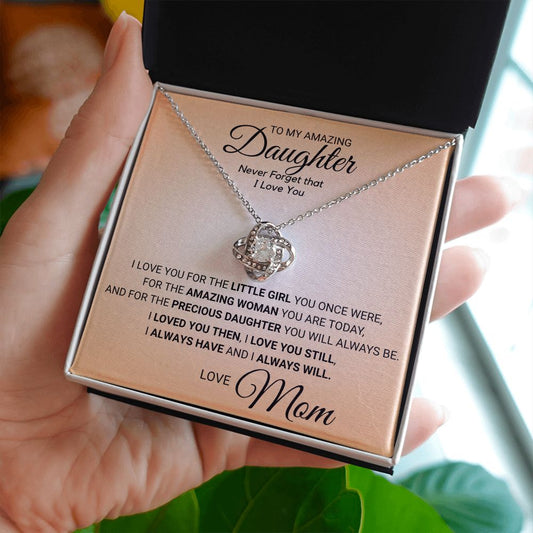 TO MY AMAZING
Daughter
Never Forget that
I Love You
I LOVE YOU FOR THE LITTLE GIRL YOU ONCE WERE,
FOR THE AMAZING WOMAN YOU ARE TODAY,
AND FOR THE PRECIOUS DAUGHTER YOU WILL ALWAYS BE.
I LOVED YOU THEN, I LOVE YOU STILL,
I ALWAYS HAVE AND I ALWAYS WILL.
LOVE Mom